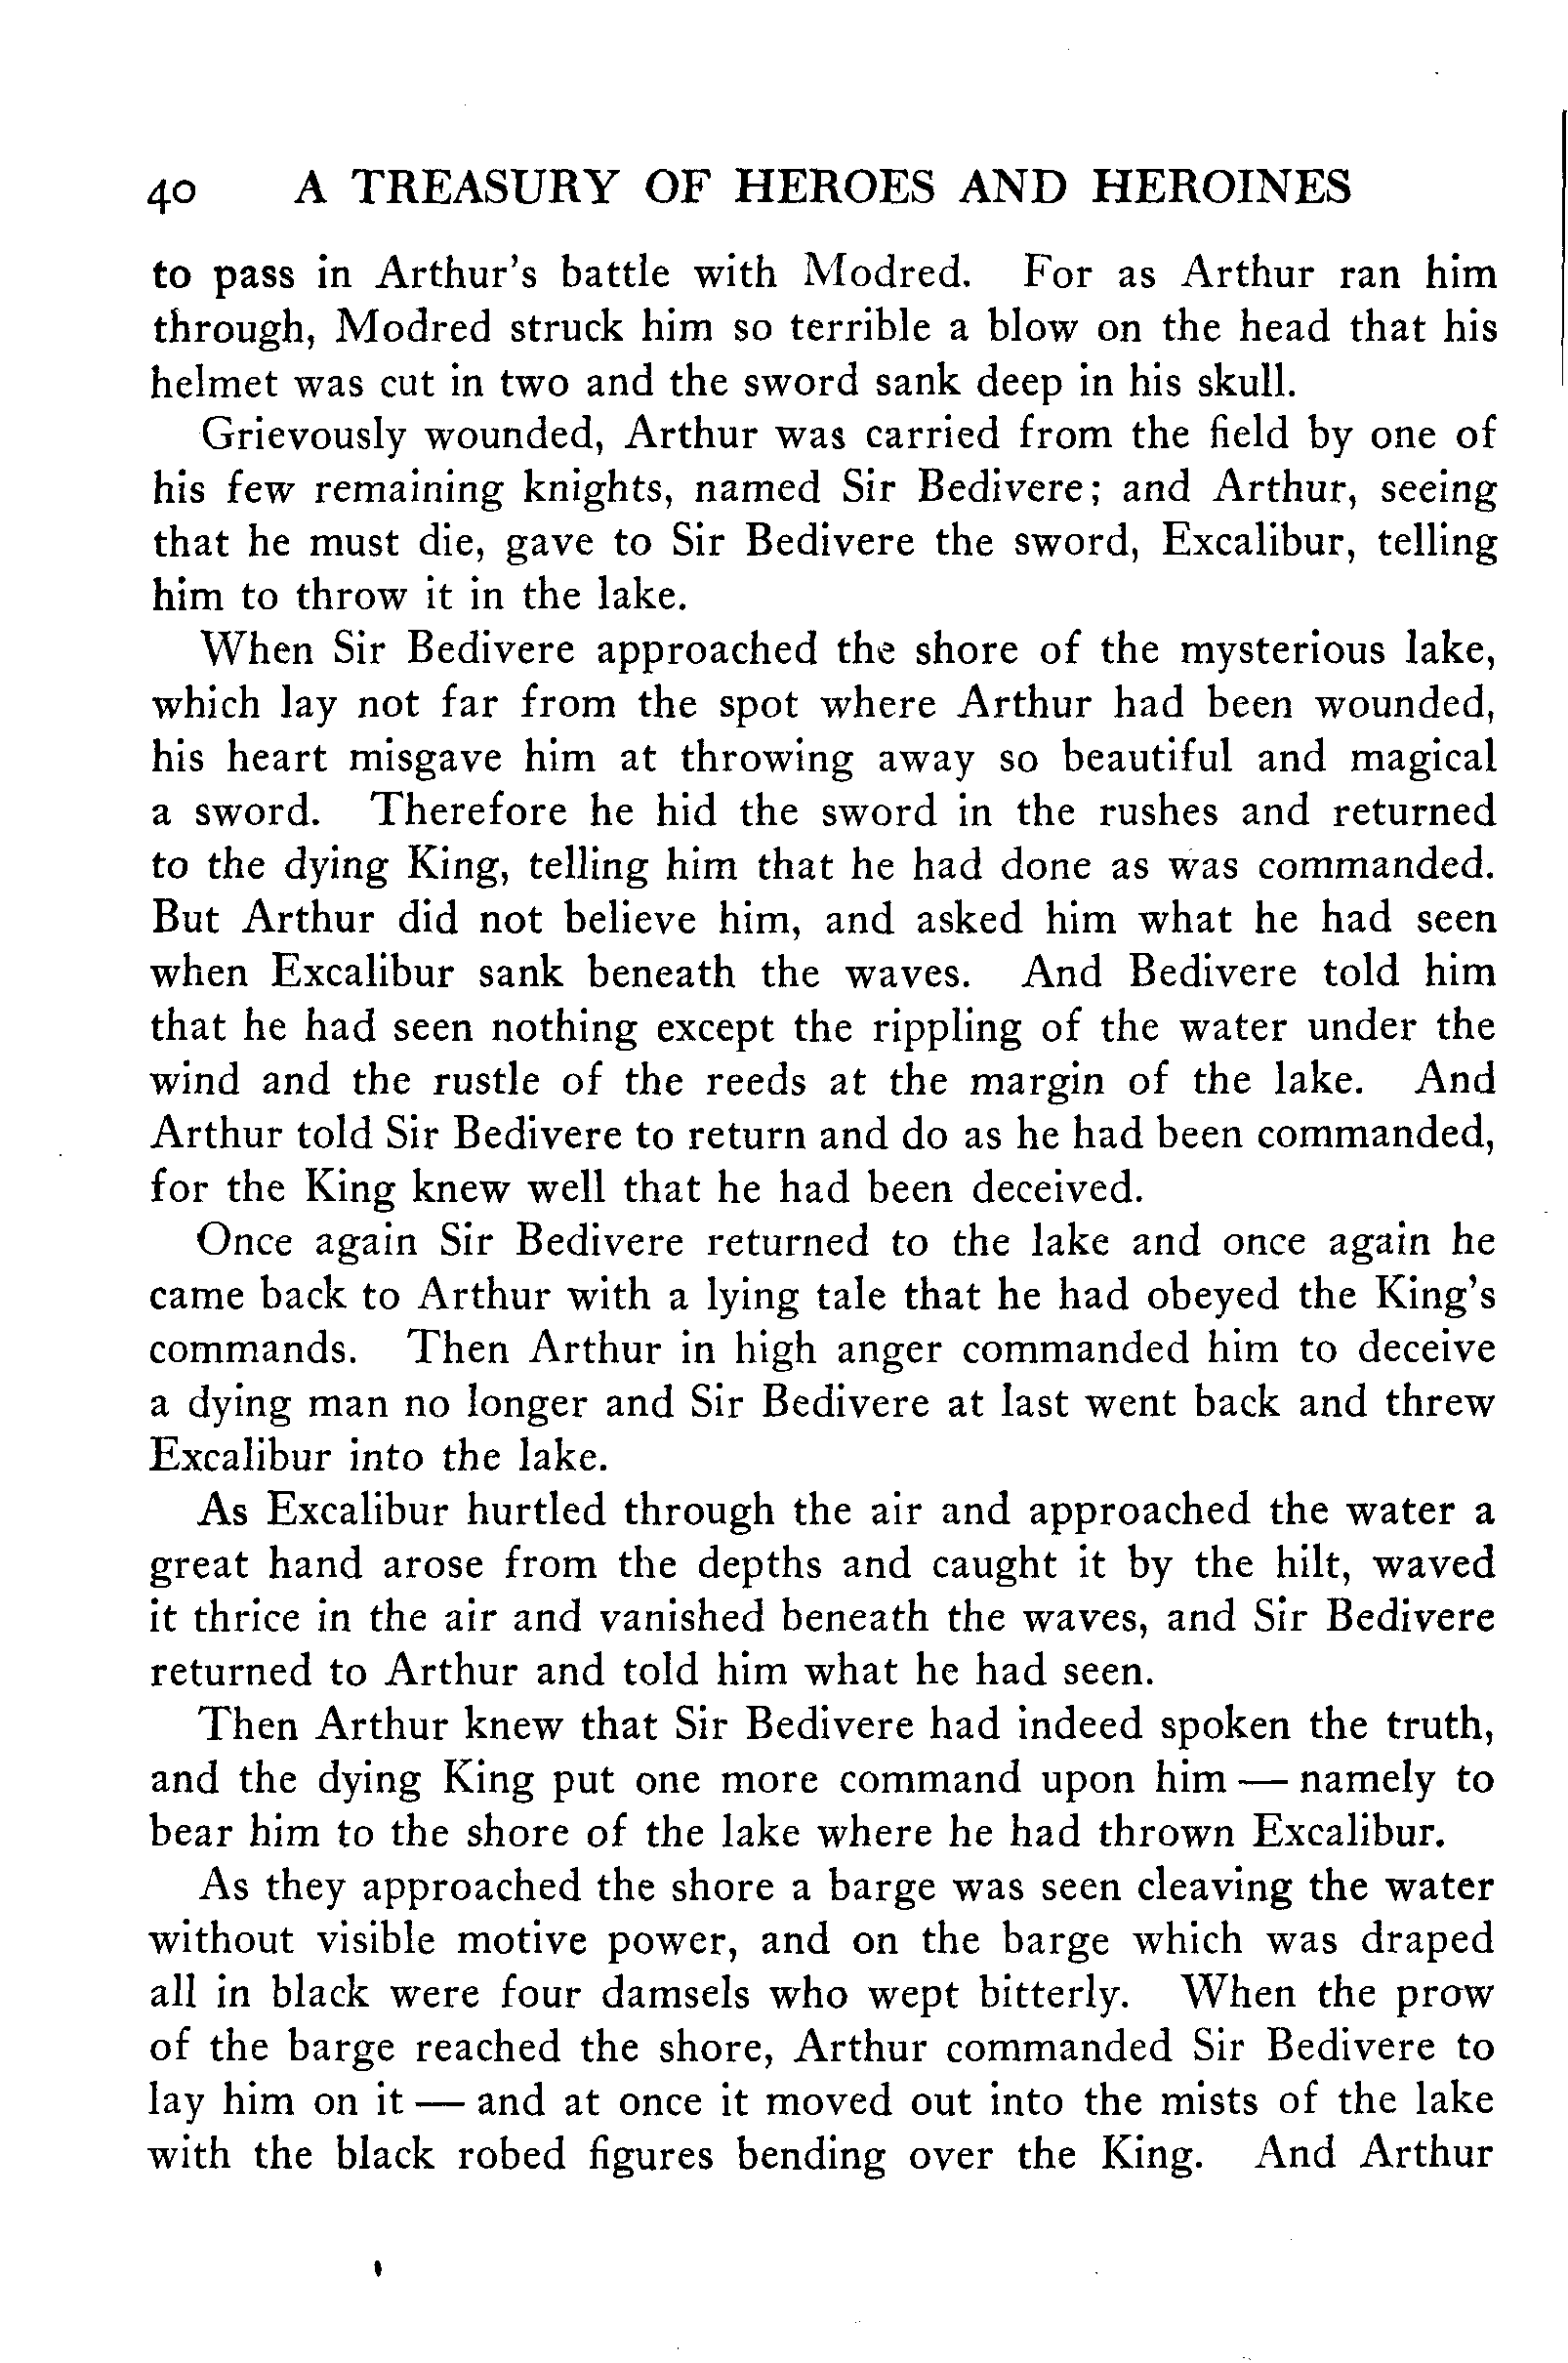 40 A TREASURY OF HEROES AND HEROINES
to pass in Arthur's battle with Modred. For as Arthur ran him
through, Modred struck him so terrible a blow on the head that his
helmet was cut in two and the sword sank deep in his skull.
Grievously wounded, Arthur was carried from the field by one of
his few remaining knights, named Sir Bedivere; and Arthur, seeing
that he must die, gave to Sir Bedivere the sword, Excalibur, telling
him to throw it in the lake.
When Sir Bedivere approached the shore of the mysterious lake,
which lay not far from the spot where Arthur had been wounded,
his heart misgave him at throwing away so beautiful and magical
a sword. Therefore he hid the sword in the rushes and returned
to the dying King, telling him that he had done as was commanded.
But Arthur did not believe him, and asked him what he had seen
when Excalibur sank beneath the waves. And Bedivere told him
that he had seen nothing except the rippling of the water under the
wind and the rustle of the reeds at the margin of the lake. And
Arthur told Sir Bedivere to return and do as he had been commanded,
for the King knew well that he had been deceived.
Once again Sir Bedivere returned to the lake and once again he
came back to Arthur with a lying tale that he had obeyed the King's
commands. Then Arthur in high anger commanded him to deceive
a dying man no longer and Sir Bedivere at last went back and threw
Excalibur into the lake.
As Excalibur hurtled through the air and approached the water a
great hand arose from the depths and caught it by the hilt, waved
it thrice in the air and vanished beneath the waves, and Sir Bedivere
returned to Arthur and told him what he had seen.
Then Arthur knew that Sir Bedivere had indeed spoken the truth,
and the dying King put one more command upon him — namely to
bear him to the shore of the lake where he had thrown Excalibur.
As they approached the shore a barge was seen cleaving the water
without visible motive power, and on the barge which was draped
all in black were four damsels who wept bitterly. When the prow
of the barge reached the shore, Arthur commanded Sir Bedivere to
lay him on it — and at once it moved out into the mists of the lake
with the black robed figures bending over the King. And Arthur